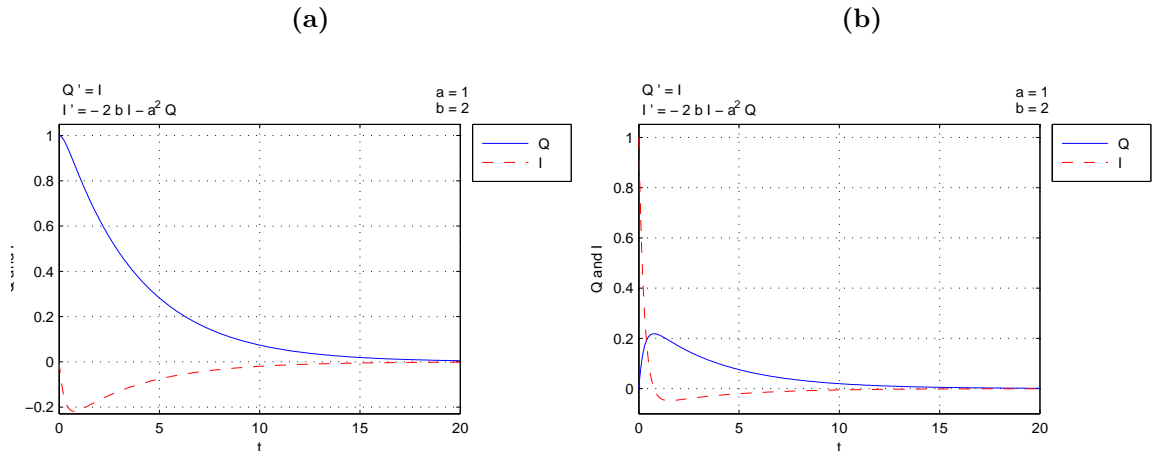 (a)
(b)
Q ' = I
I ' = − 2 b I − a² Q
a = 1
b = 2
1
0.8
0.6
0.4
0.2
0
−0.2
0
5
10
15
20
t
Q
I
Q ' = I
I ' = − 2 b I − a² Q
a = 1
b = 2
Q and I
1
0.8
0.6
0.4
0.2
0
0
5
10
15
20
t
Q
I